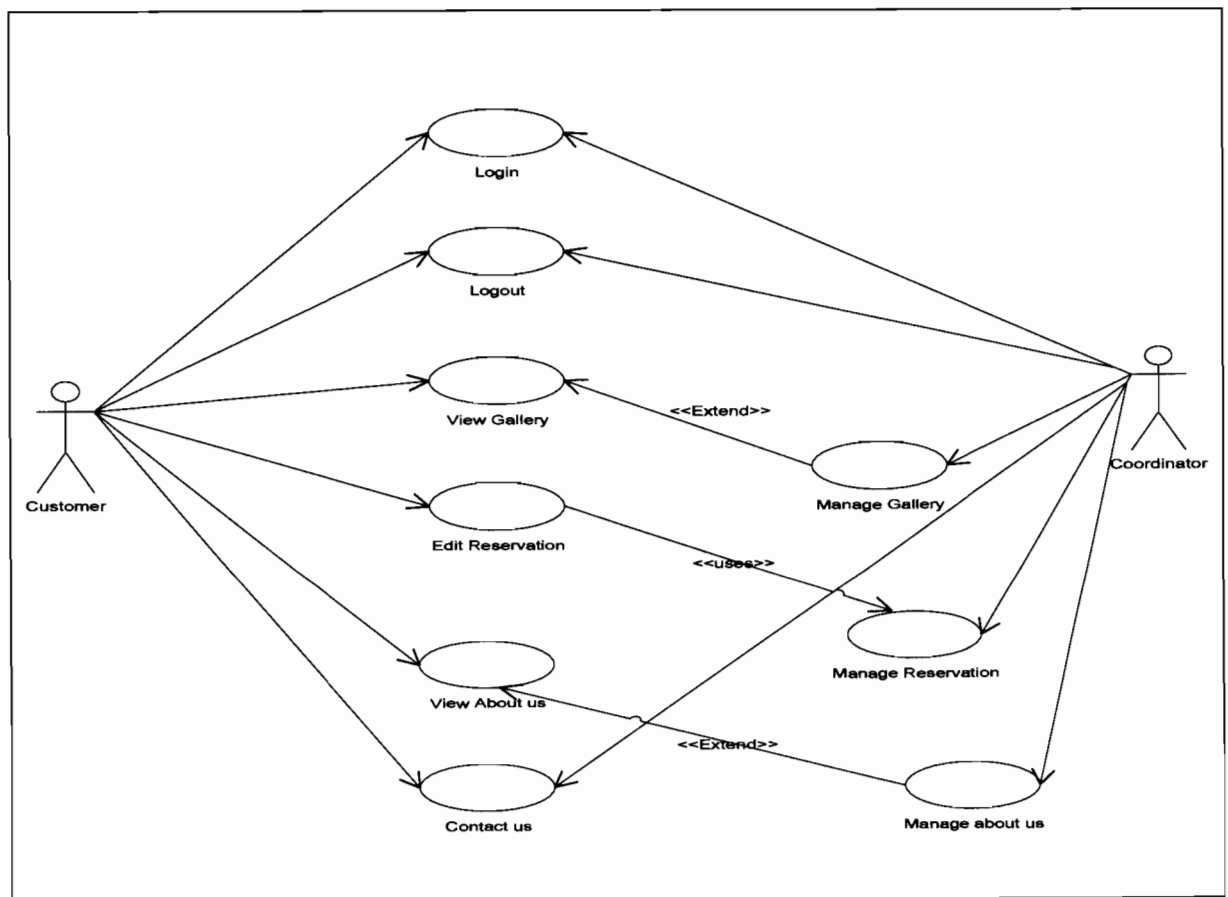 Login
Logout
View Gallery
<<Extend>>
Coordinator
Manage Gallery
Customer
Edit Reservation
<<uses>>
Manage Reservation
View About us
<<Extend>>
Contact us
Manage about us